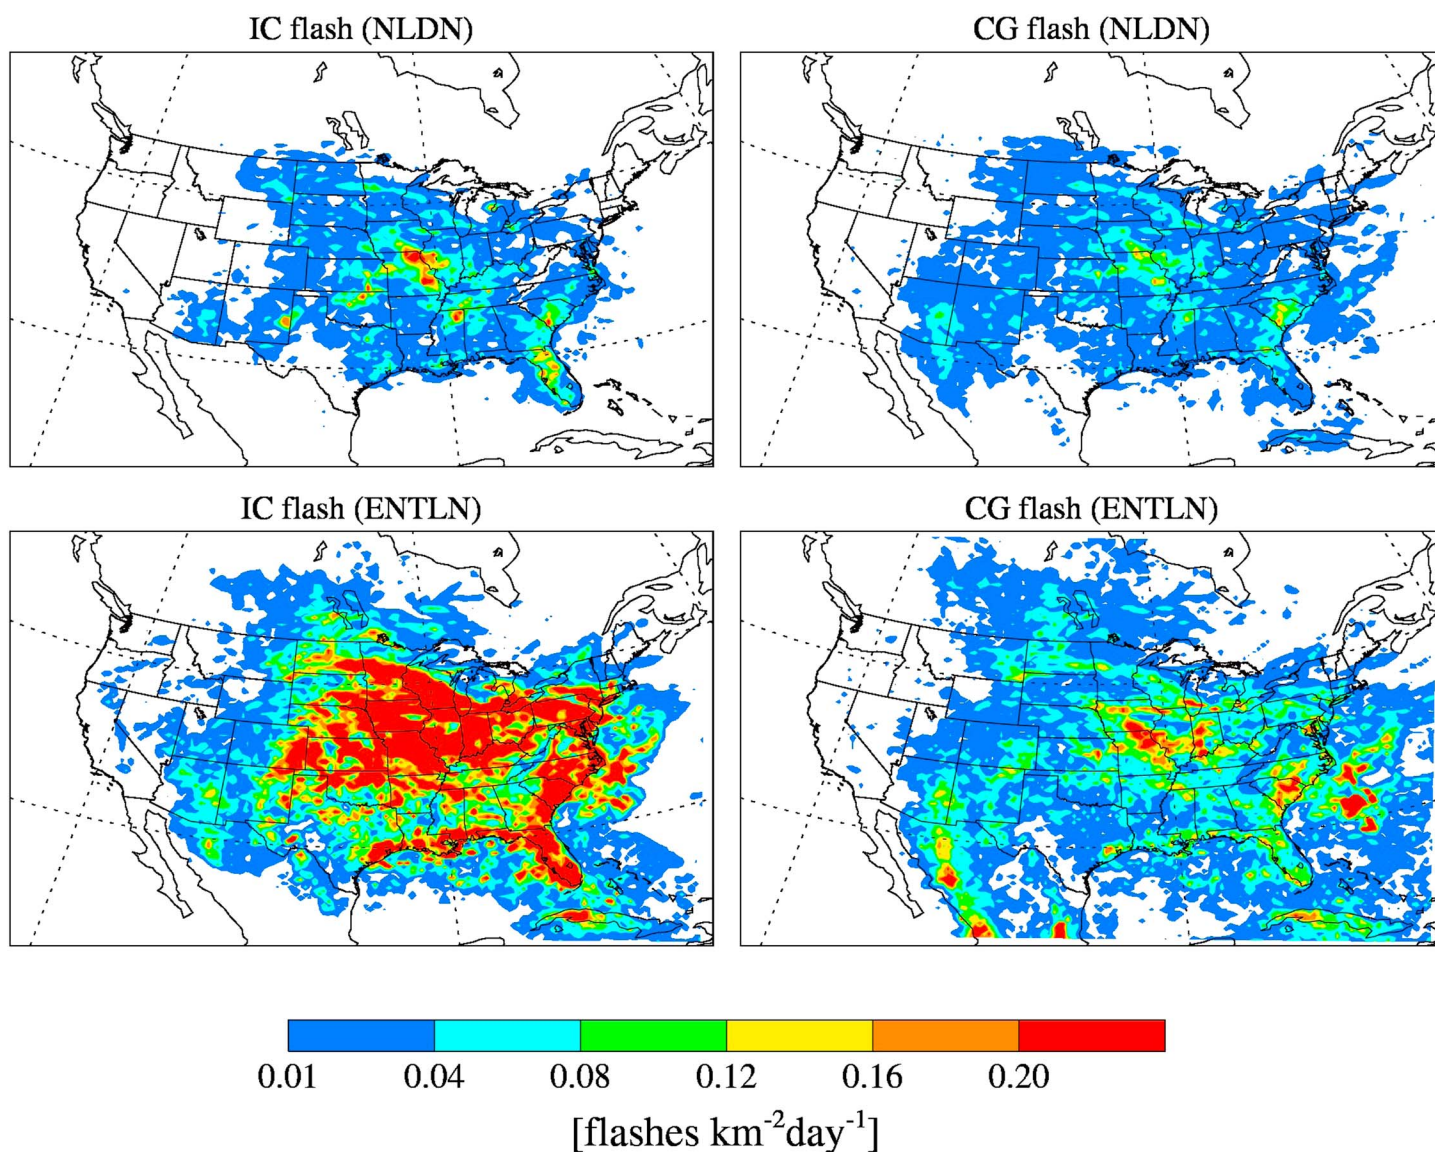 IC flash (NLDN)
CG flash (NLDN)
IC flash (ENTLN)
CG flash (ENTLN)
0.01 0.04 0.08 0.12 0.16 0.20
[flashes km⁻²day⁻¹]